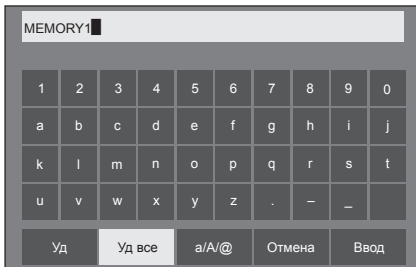 MEMORY1
1 2 3 4 5 6 7 8 9 0
a b c d e f g h i j
k l m n o p q r s t
u v w x y z . – _
Уд Уд все a/A/@ Отмена Ввод